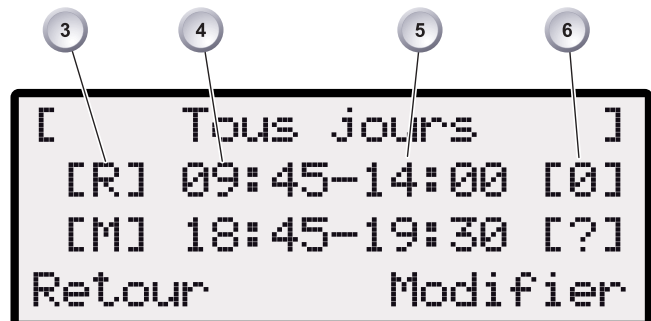 3 4 5 6
[ Tous jours ]
[R] 09:45-14:00 [0]
[M] 18:45-19:30 [?]
Retour Modifier